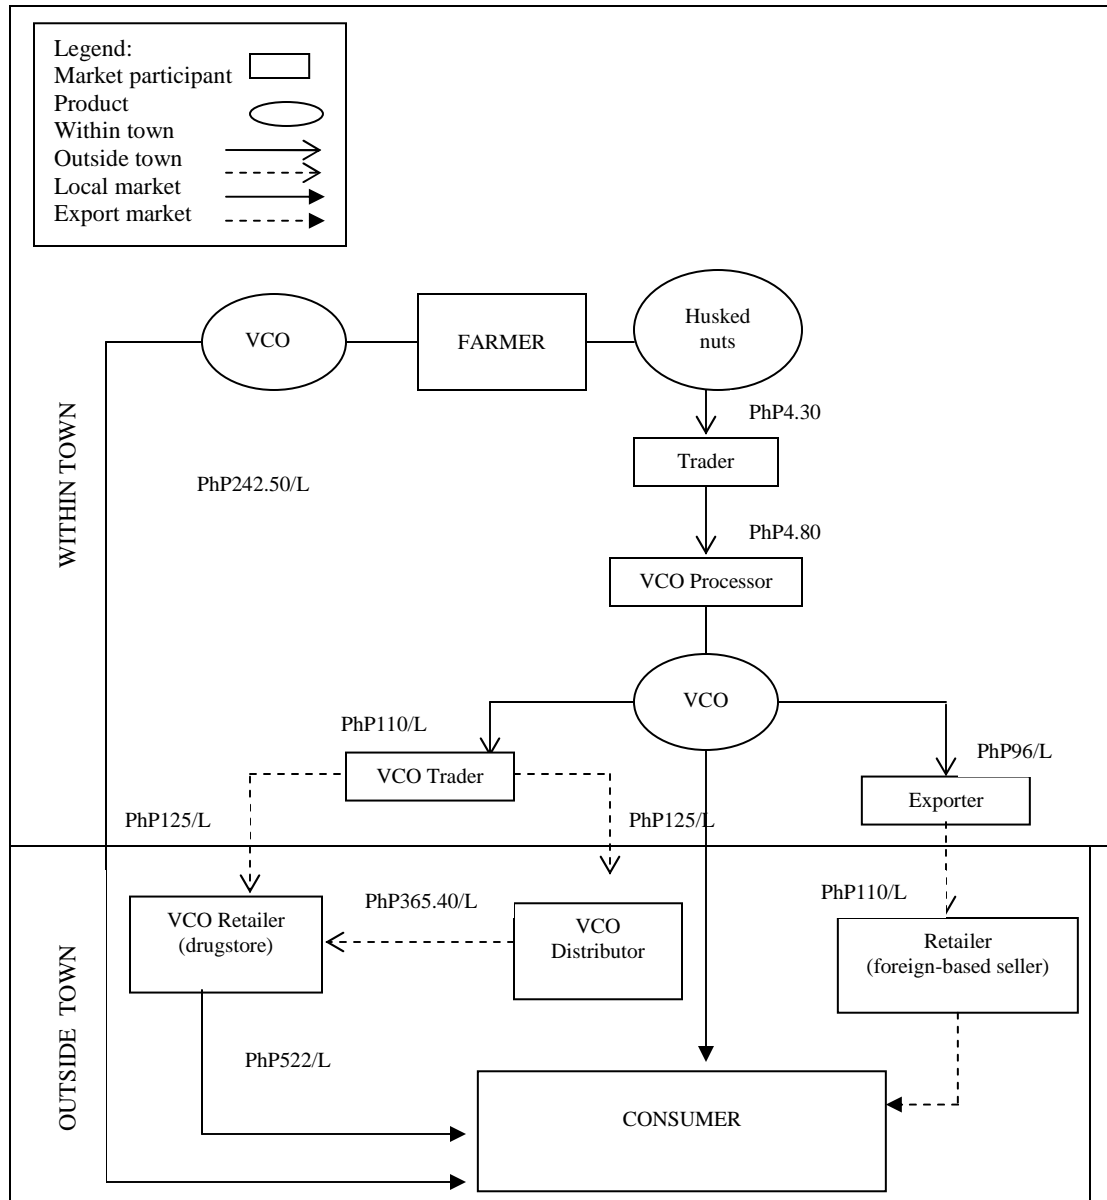 Legend:
Market participant
Product
Within town
Outside town
Local market
Export market
VCO
FARMER
Husked
nuts
PhP4.30
Trader
PhP242.50/L
PhP4.80
VCO Processor
WITHIN TOWN
VCO
PhP110/L
PhP96/L
VCO Trader
Exporter
PhP125/L
PhP125/L
PhP110/L
PhP365.40/L
VCO Retailer
(drugstore)
VCO
Distributor
Retailer
(foreign-based seller)
OUTSIDE TOWN
PhP522/L
CONSUMER